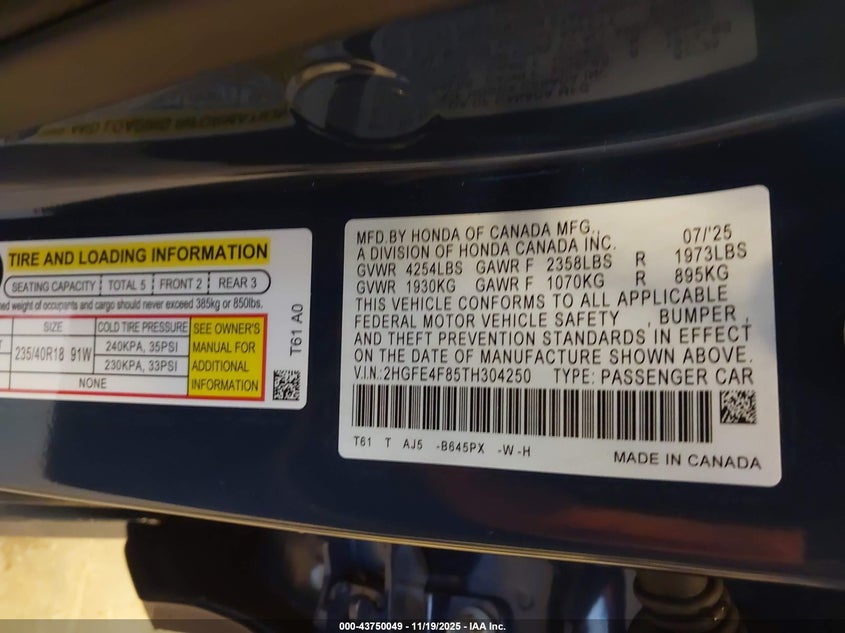 TIRE AND LOADING INFORMATION
SEATING CAPACITY TOTAL 5 FRONT 2 REAR 3
weight of occupants and cargo should never exceed 385kg or 850lbs.
SIZE COLD TIRE PRESSURE
235/40R18 91W 240KPA, 35PSI
230KPA, 33PSI
NONE
SEE OWNER'S
MANUAL FOR
ADDITIONAL
INFORMATION
T61 A0
MFD.BY HONDA OF CANADA MFG., 07/'25
A DIVISION OF HONDA CANADA INC.
GVWR 4254LBS GAWR F 2358LBS R 1973LBS
GVWR 1930KG GAWR F 1070KG R 895KG
THIS VEHICLE CONFORMS TO ALL APPLICABLE
FEDERAL MOTOR VEHICLE SAFETY , BUMPER ,
AND THEFT PREVENTION STANDARDS IN EFFECT
ON THE DATE OF MANUFACTURE SHOWN ABOVE.
V.I.N.:2HGFE4F85TH304250 TYPE: PASSENGER CAR
T61 T AJ5 -B645PX -W -H
MADE IN CANADA
000-43750049 - 11/19/2025 - IAA Inc.